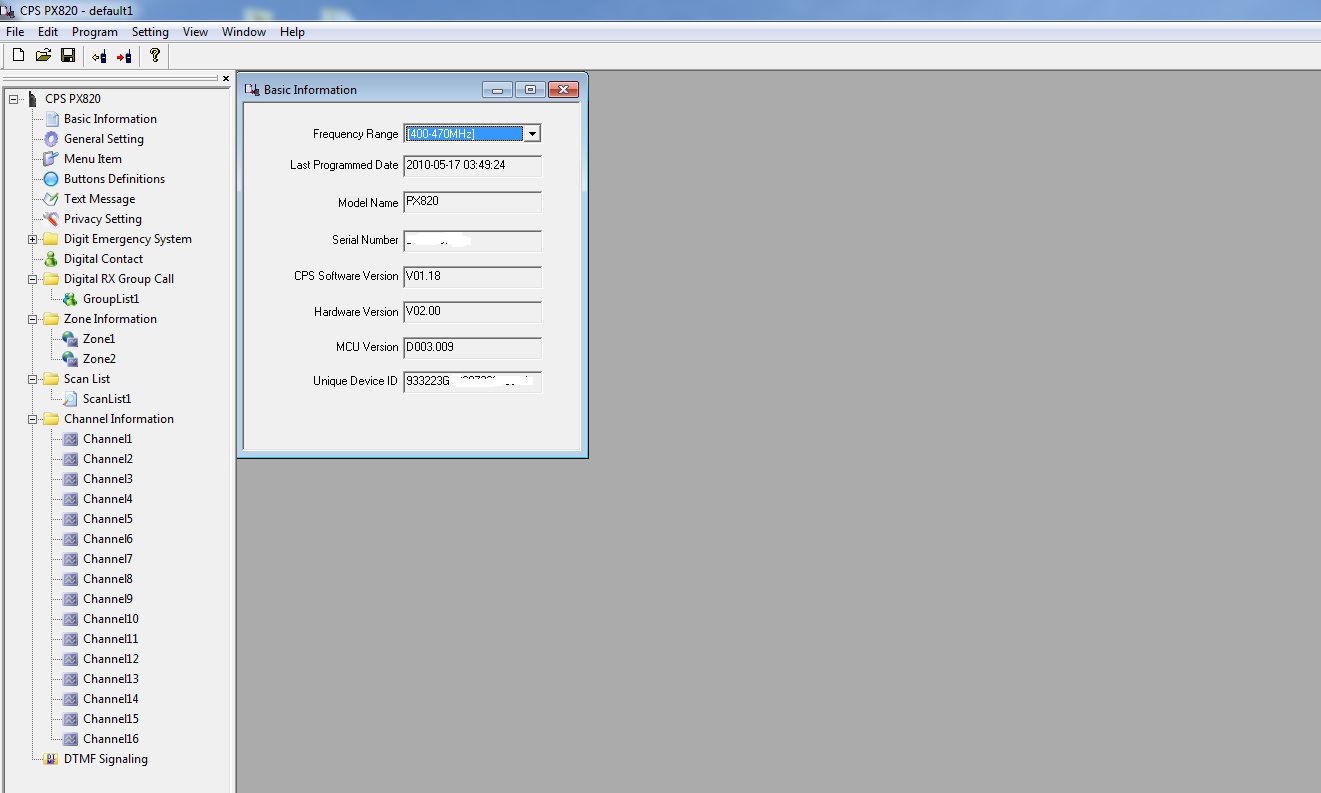 CPS PX820 - default1
File Edit Program Setting View Window Help
CPS PX820
Basic Information
General Setting
Menu Item
Buttons Definitions
Text Message
Privacy Setting
Digit Emergency System
Digital Contact
Digital RX Group Call
GroupList1
Zone Information
Zone1
Zone2
Scan List
ScanList1
Channel Information
Channel1
Channel2
Channel3
Channel4
Channel5
Channel6
Channel7
Channel8
Channel9
Channel10
Channel11
Channel12
Channel13
Channel14
Channel15
Channel16
DTMF Signaling
Basic Information
Frequency Range [400-470MHz]
Last Programmed Date 2010-05-17 03:49:24
Model Name PX820
Serial Number
CPS Software Version V01.18
Hardware Version V02.00
MCU Version D003.009
Unique Device ID 933223G